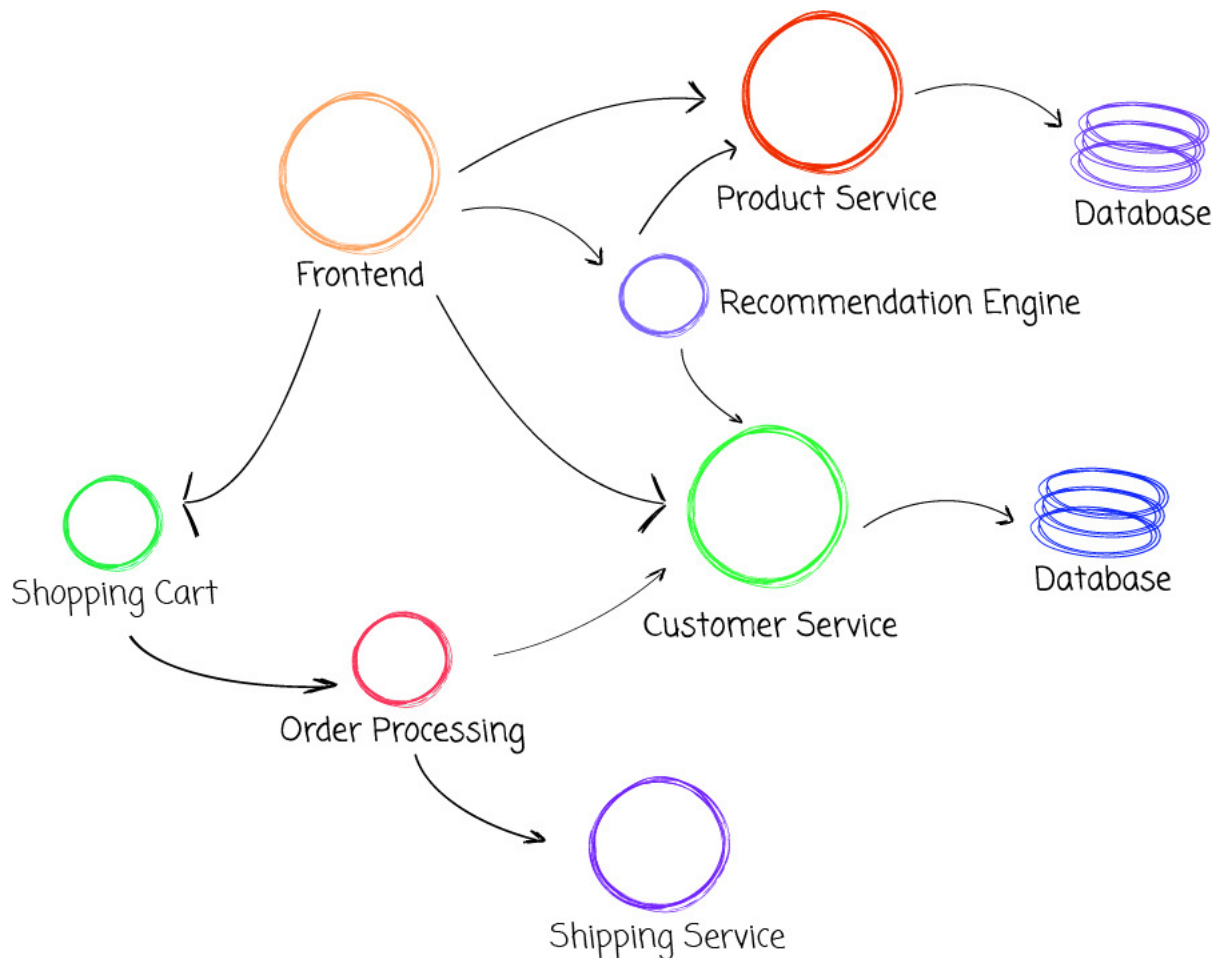 Product Service
Database
Frontend
Recommendation Engine
Shopping Cart
Database
Customer Service
Order Processing
Shipping Service